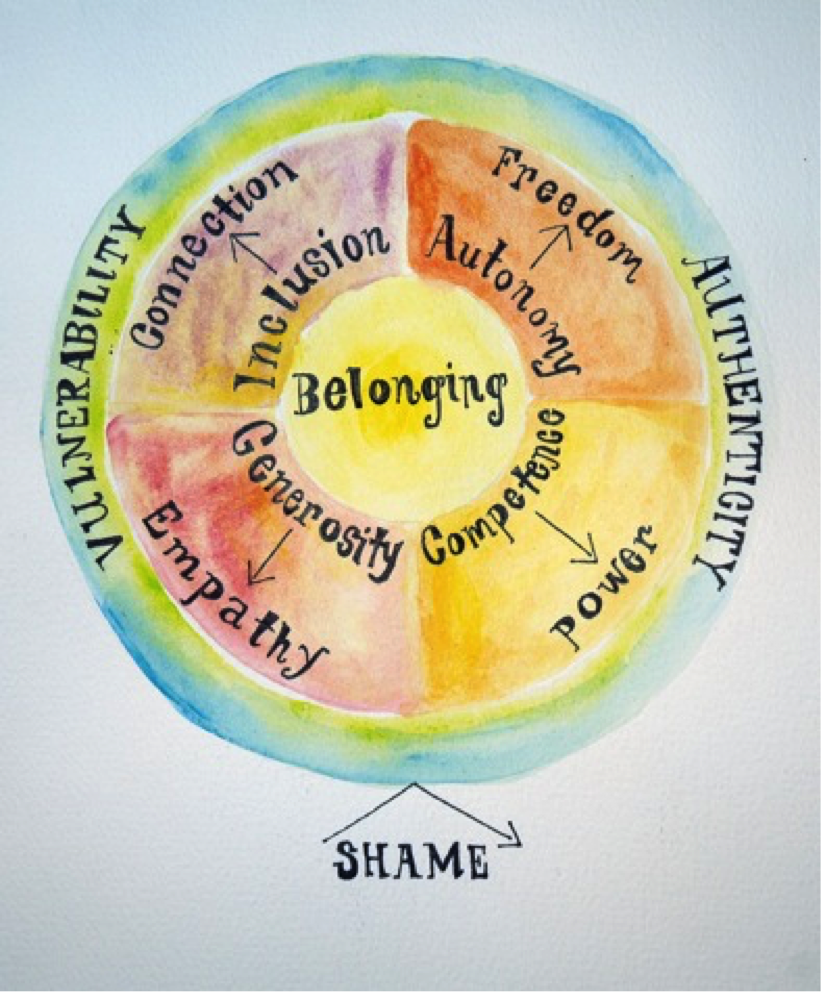 Connection
Freedom
Inclusion
Autonomy
VULNERABILITY
Belonging
AUTHENTICITY
Generosity
Competence
Empathy
Power
SHAME